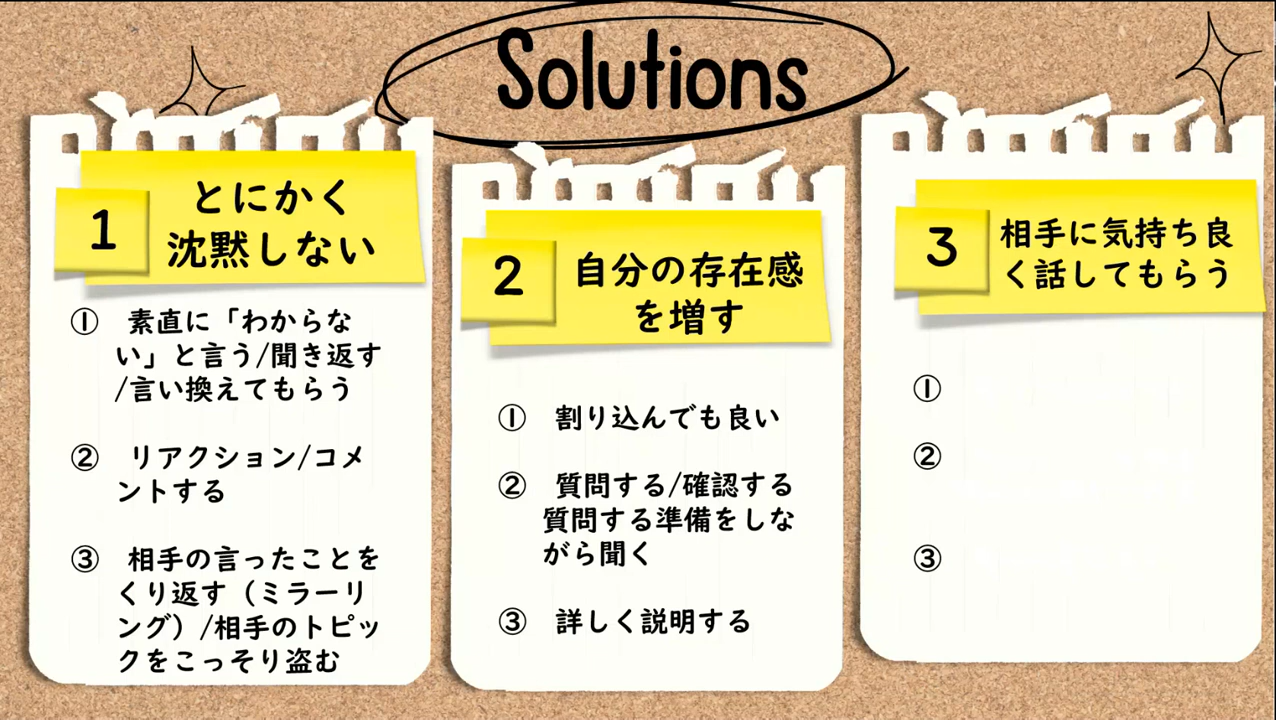 Solutions
1
とにかく
沈黙しない
① 素直に「わからな
い」と言う/聞き返す
/言い換えてもらう
② リアクション/コメ
ントする
③ 相手の言ったことを
くり返す（ミラーリ
ング）/相手のトピッ
クをこっそり盗む
2
自分の存在感
を増す
① 割り込んでも良い
② 質問する/確認する
質問する準備をしな
がら聞く
③ 詳しく説明する
3
相手に気持ち良
く話してもらう
①
②
③